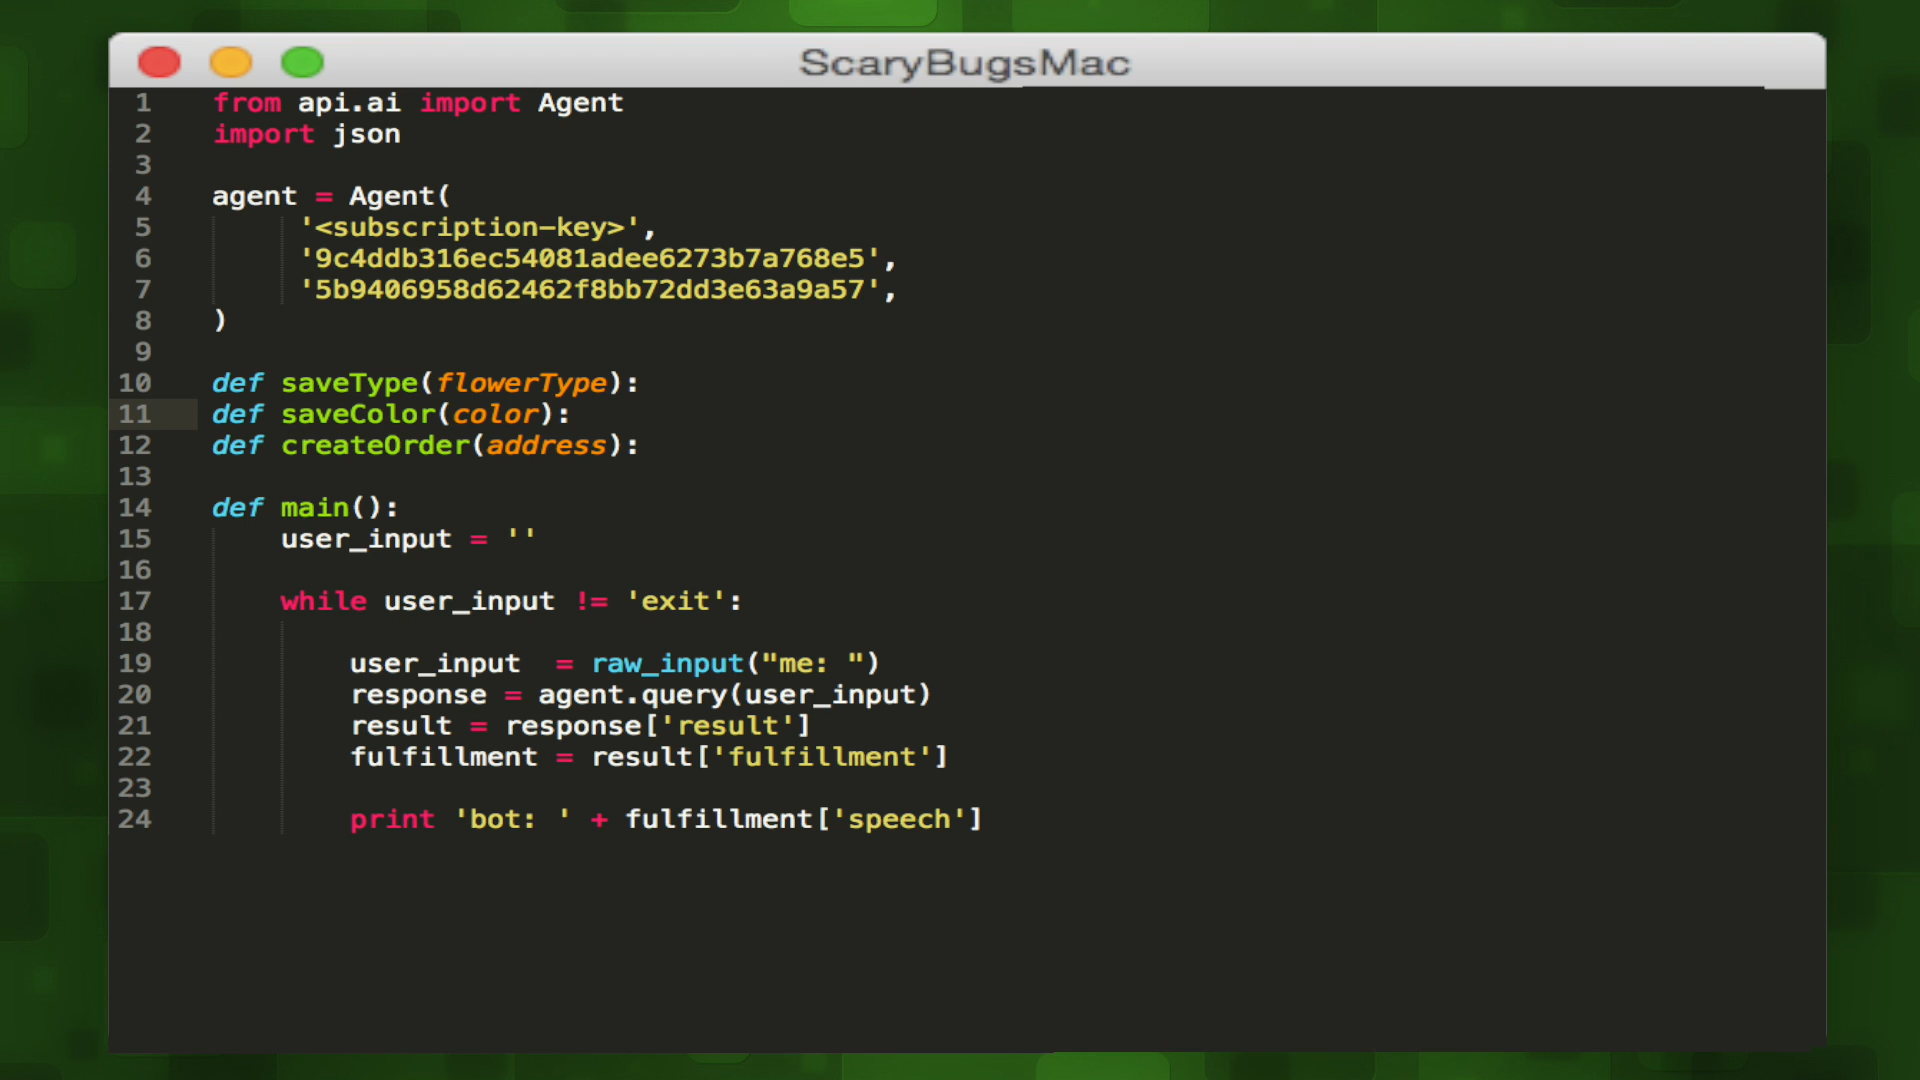 ScaryBugsMac
1 from api.ai import Agent
2 import json
3
4 agent = Agent(
5 '<subscription-key>',
6 '9c4ddb316ec54081adee6273b7a768e5',
7 '5b9406958d62462f8bb72dd3e63a9a57',
8 )
9
10 def saveType(flowerType):
11 def saveColor(color):
12 def createOrder(address):
13
14 def main():
15 user_input = ''
16
17 while user_input != 'exit':
18
19 user_input  = raw_input("me: ")
20 response = agent.query(user_input)
21 result = response['result']
22 fulfillment = result['fulfillment']
23
24 print 'bot: ' + fulfillment['speech']